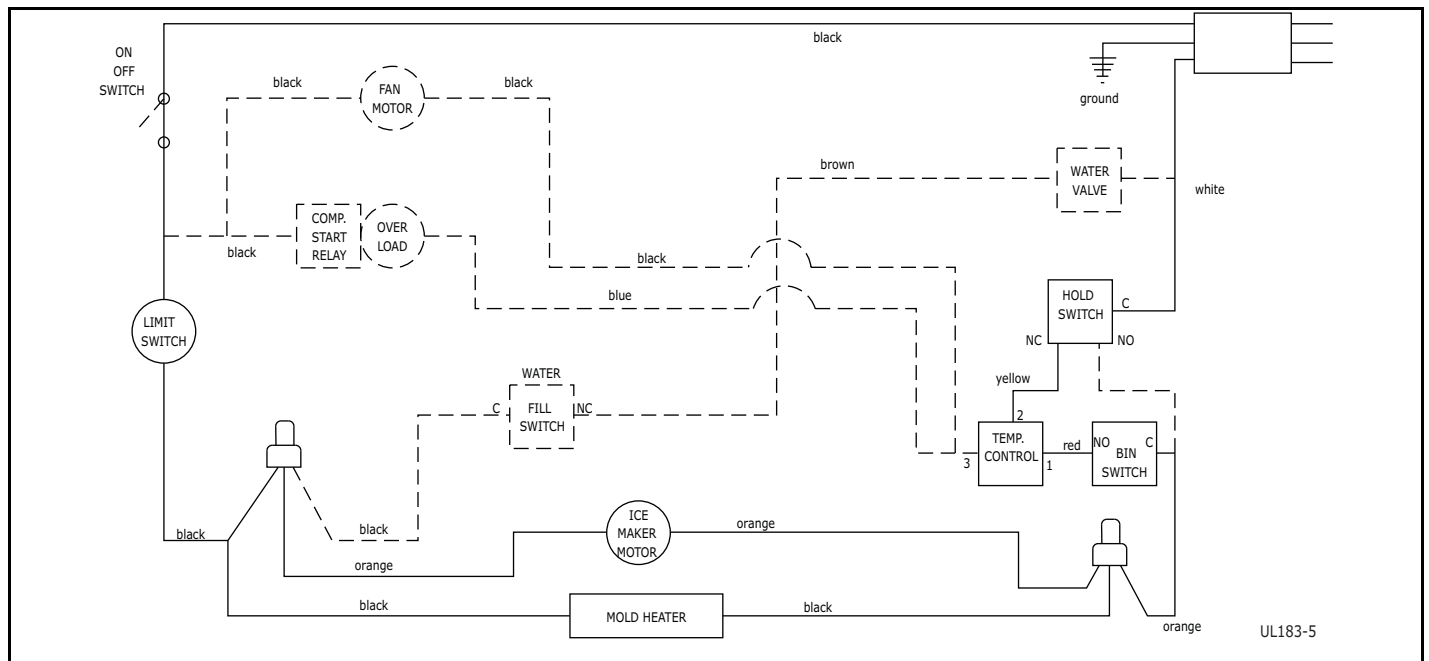 black
ON
OFF
SWITCH
ground
black
FAN
MOTOR
black
brown
WATER
VALVE
white
COMP.
START
RELAY
OVER
LOAD
black
black
blue
HOLD
SWITCH
C
NC
NO
LIMIT
SWITCH
yellow
WATER
C
FILL
SWITCH
NC
2
TEMP.
CONTROL
3
1
red
NO
C
BIN
SWITCH
black
black
ICE
MAKER
MOTOR
orange
orange
black
MOLD HEATER
black
orange
UL183-5